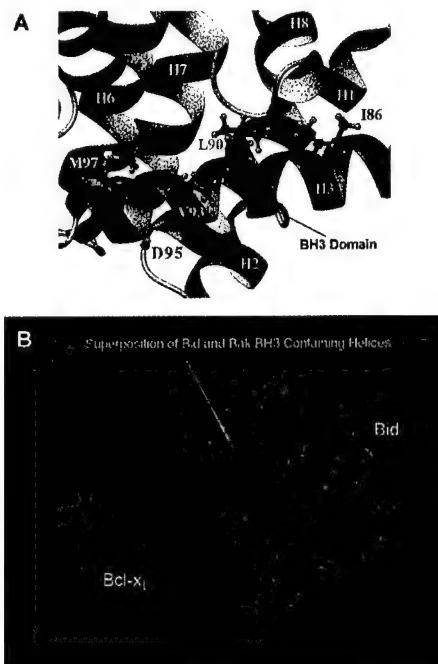 A
H8
H7
H1
H6
I86
L90
M97
H3
V93
BH3 Domain
D95
H2
B
Superposition of Bid and Bak BH3 Containing Helices
Bid
Bcl-xL